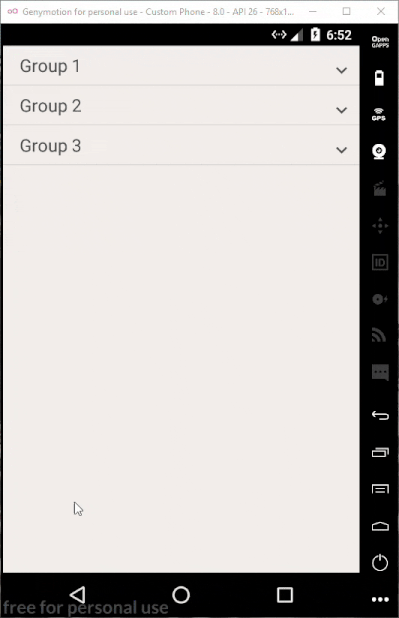 Genymotion for personal use - Custom Phone - 8.0 - API 26 - 768x1...
6:52
Open
GAPPS
Group 1
Group 2
GPS
Group 3
ID
free for personal use